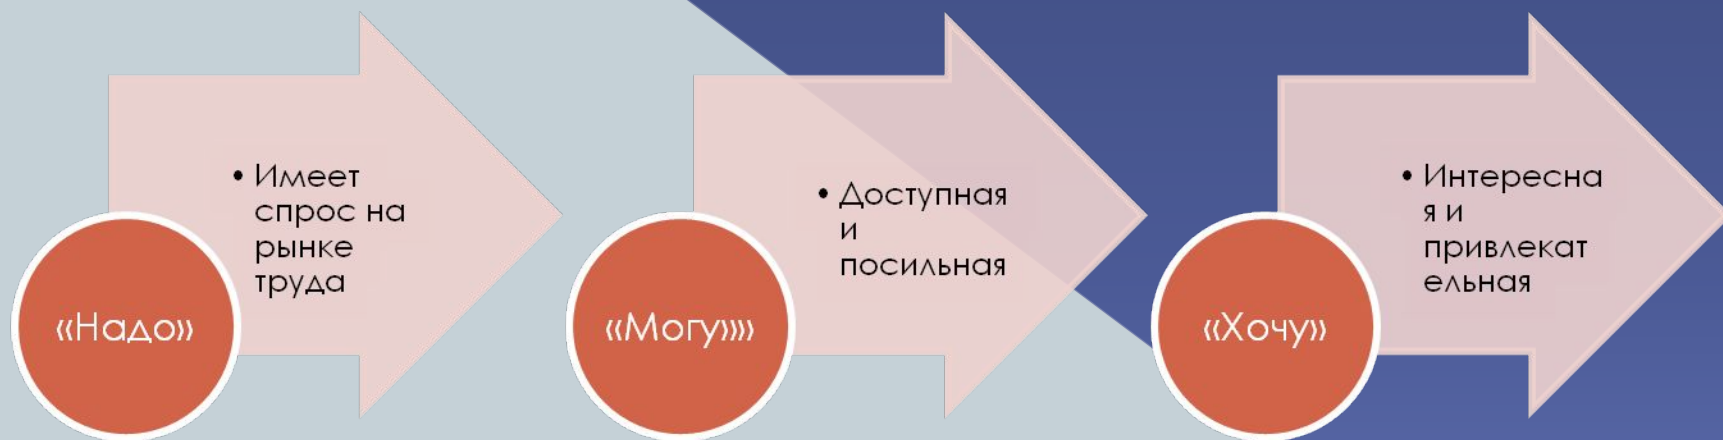 • Имеет
спрос на
рынке
труда
«Надо»
• Доступная
и
посильная
«Могу»»
• Интересна
я и
привлекат
ельная
«Хочу»